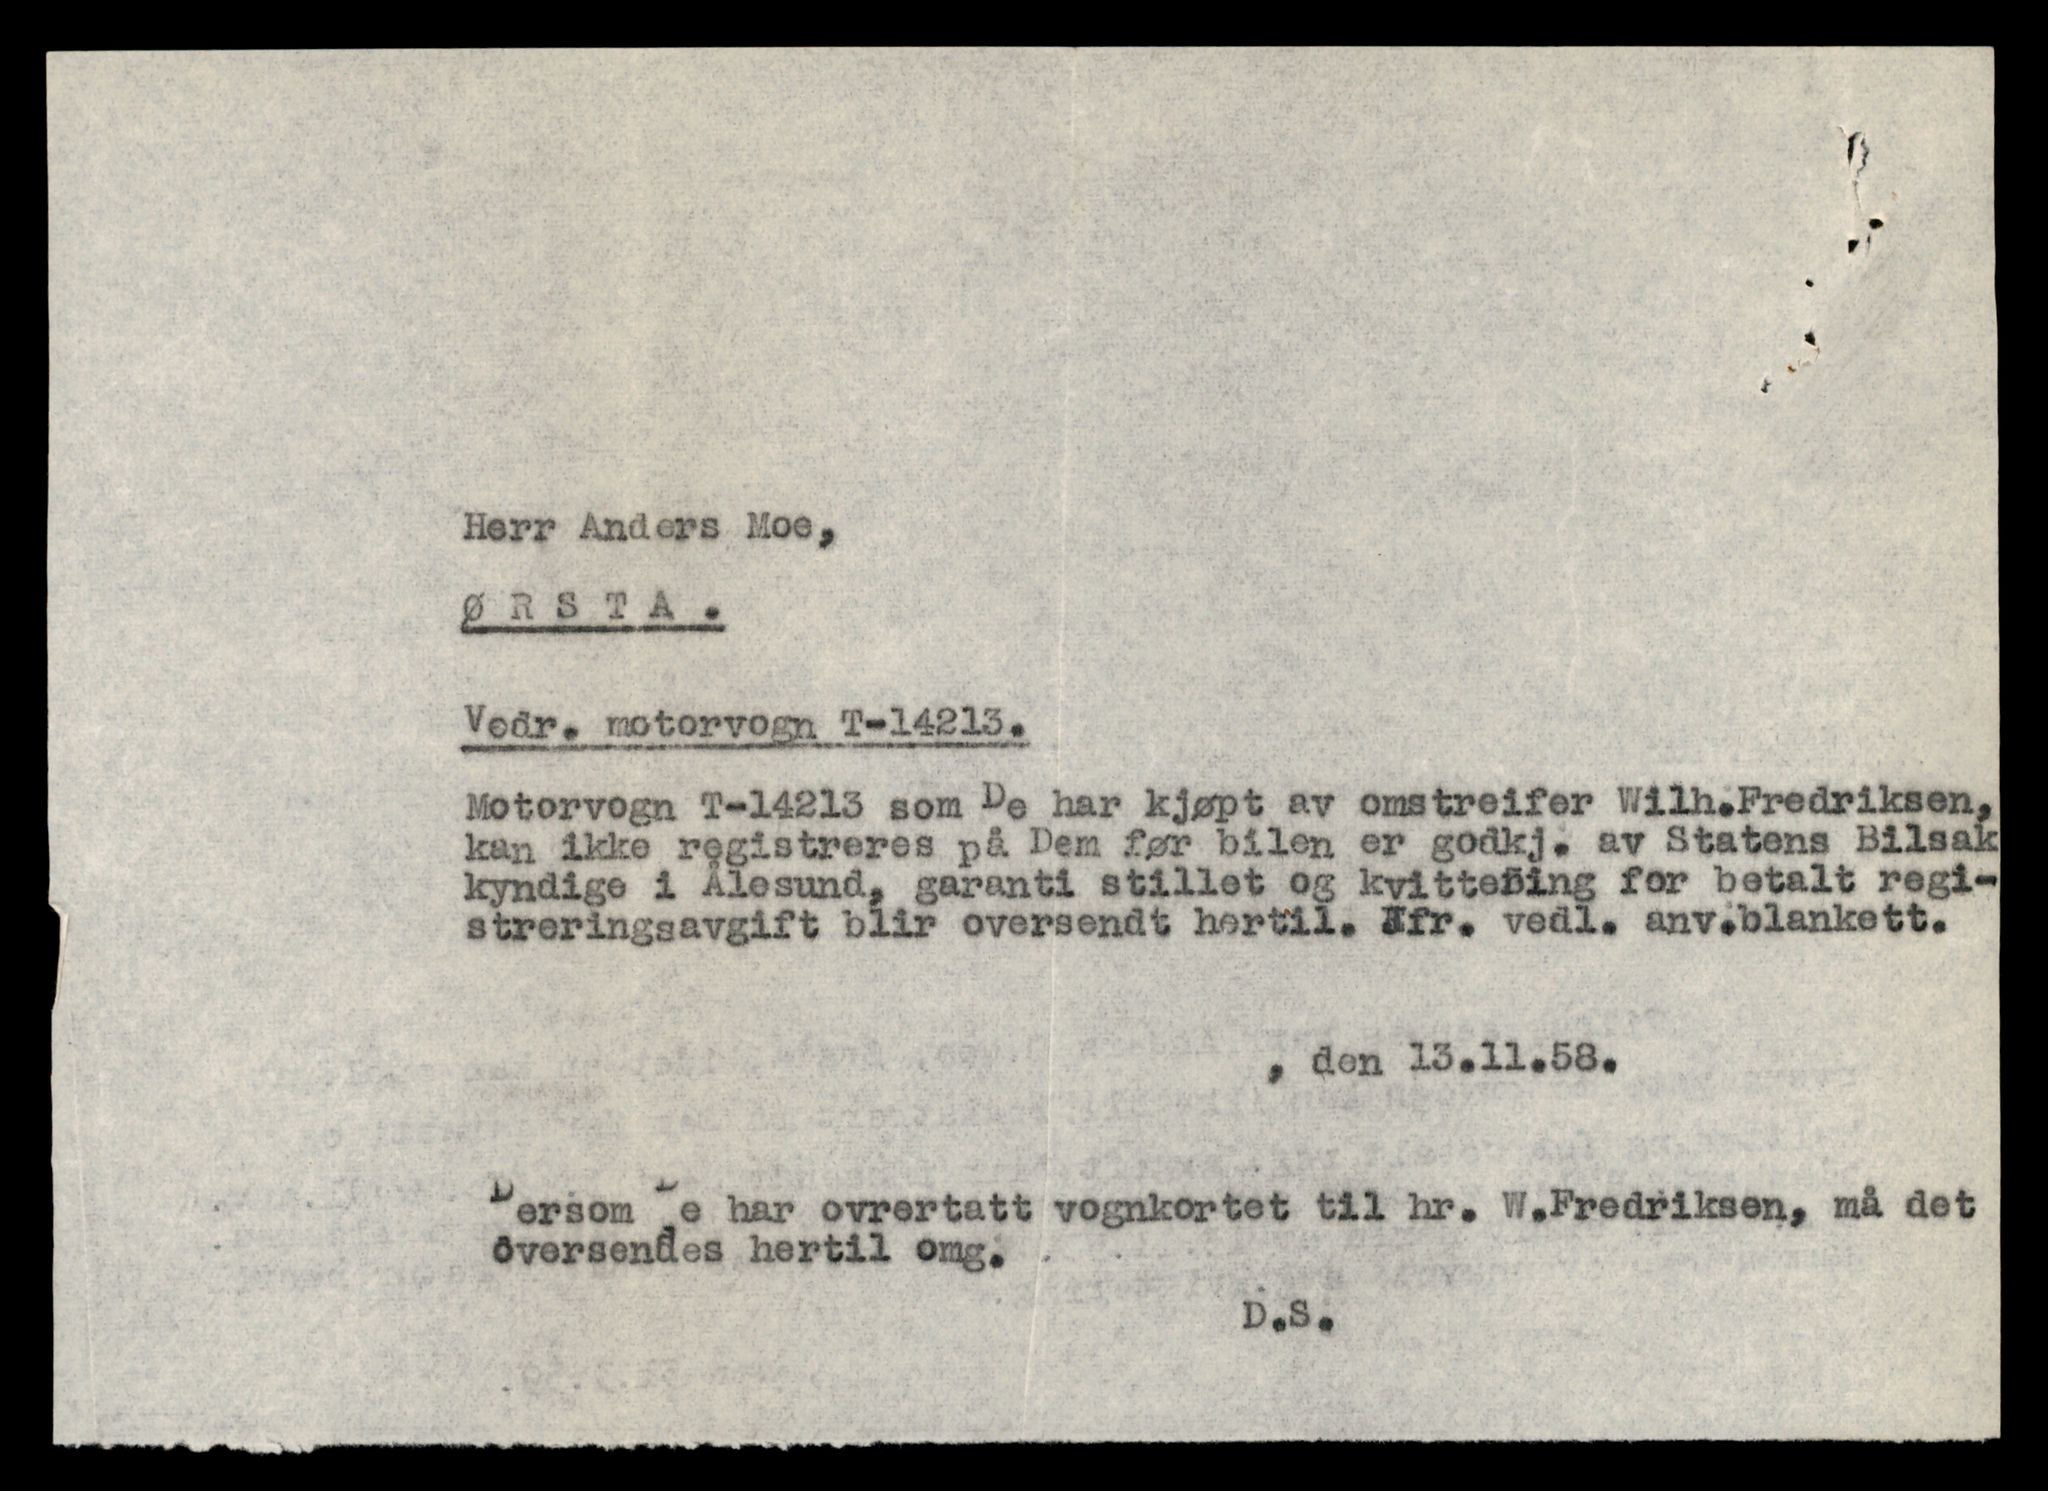 Herr Anders Moe,
Ø R S T A .
Vedr. motorvogn T-14213.
Motorvogn T-14213 som De har kjøpt av omstreifer Wilh.Fredriksen,
kan ikke registreres på Dem før bilen er godkj. av Statens Bilsak
kyndige i Ålesund, garanti stillet og kvittering for betalt regi-
streringsavgift blir oversendt hertil. Jfr. vedl. anv.blankett.
, den 13.11.58.
Dersom De har ovrertatt vognkortet til hr. W.Fredriksen, må det
oversendes hertil omg.
D.S.